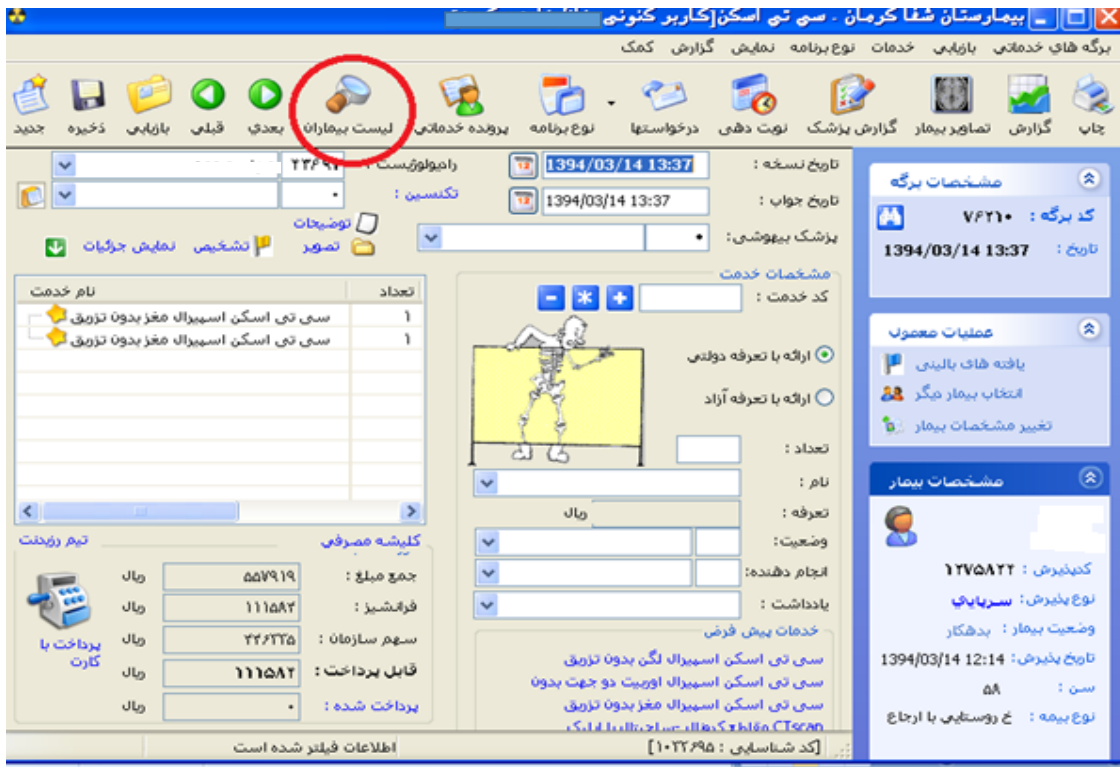 بیمارستان شفا کرمان . سی تی اسکن[کاربر کنونی
برگه های خدماتی بازیابی خدمات نوع برنامه نمایش گزارش کمک
چاپ گزارش تصاویر بیمار گزارش پزشک نوبت دهی درخواستها نوع برنامه پرونده خدماتی لیست بیماران بعدی قبلی بازیابی ذخیره جدید
مشخصات برگه
کد برگه : ۷۶۲۱۰
تاریخ : 1394/03/14 13:37
عملیات معمول
یافته های بالینی
انتخاب بیمار دیگر
تغییر مشخصات بیمار
مشخصات بیمار
کدپذیرش : ۱۲۷۵۸۲۲
نوع پذیرش: سرپایی
وضعیت بیمار : بدهکار
تاریخ پذیرش: 1394/03/14 12:14
سن : ۵۸
نوع بیمه : خ روستایی با ارجاع
تاریخ نسخه : 1394/03/14 13:37
تاریخ جواب : 1394/03/14 13:37
پزشک بیهوشی: ۰
رادیولوژیست
تکنسین : ۰
توضیحات
تصویر تشخیص نمایش جزئیات
مشخصات خدمت
کد خدمت :
+ * -
ارائه با تعرفه دولتی
ارائه با تعرفه آزاد
تعداد :
نام :
تعرفه : ریال
وضعیت:
انجام دهنده:
یادداشت :
خدمات پیش فرض
سی تی اسکن اسپیرال لگن بدون تزریق
سی تی اسکن اسپیرال اوربیت دو جهت بدون
سی تی اسکن اسپیرال مغز بدون تزریق
CTscan
تعداد نام خدمت
۱ سی تی اسکن اسپیرال مغز بدون تزریق
۱ سی تی اسکن اسپیرال مغز بدون تزریق
کلیشه مصرفی تیم رزیدنت
جمع مبلغ : ۵۵۷۹۱۹ ریال
فرانشیز : ۱۱۱۵۸۴ ریال
سهم سازمان : ۴۴۶۳۳۵ ریال
قابل پرداخت : ۱۱۱۵۸۴ ریال
پرداخت شده : ۰ ریال
پرداخت با
کارت
[کد شناسایی : ۱۰۲۲۶۹۵] اطلاعات فیلتر شده است